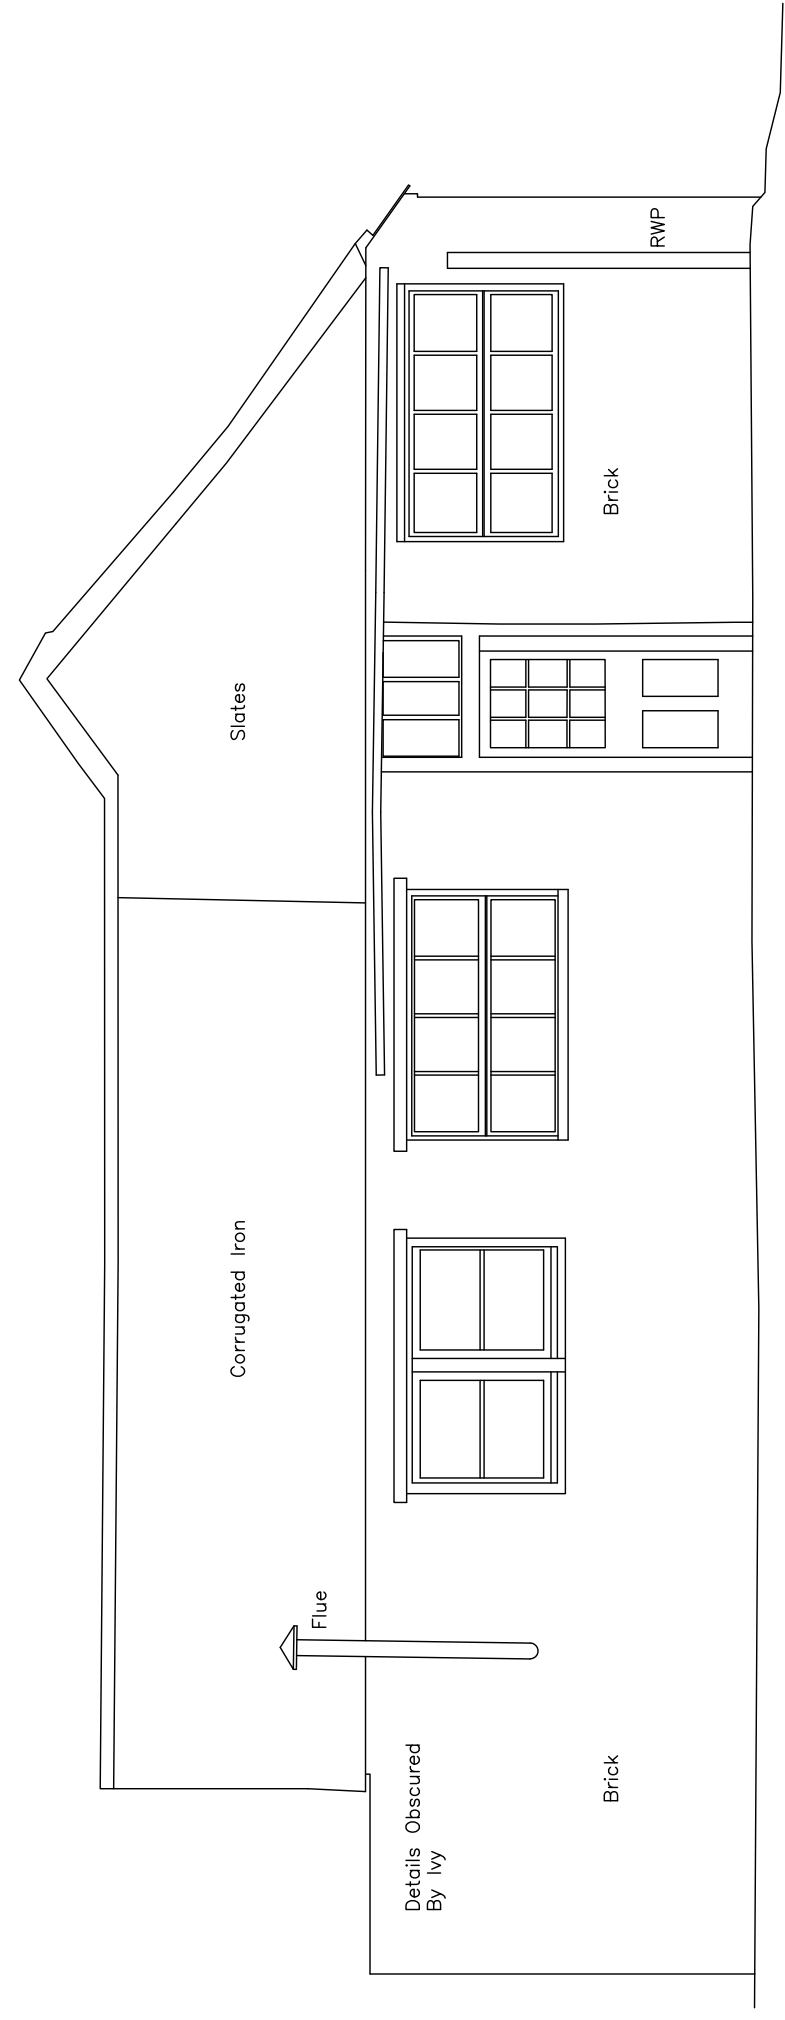 Details Obscured
By Ivy
Brick
Flue
Corrugated Iron
Slates
Brick
RWP